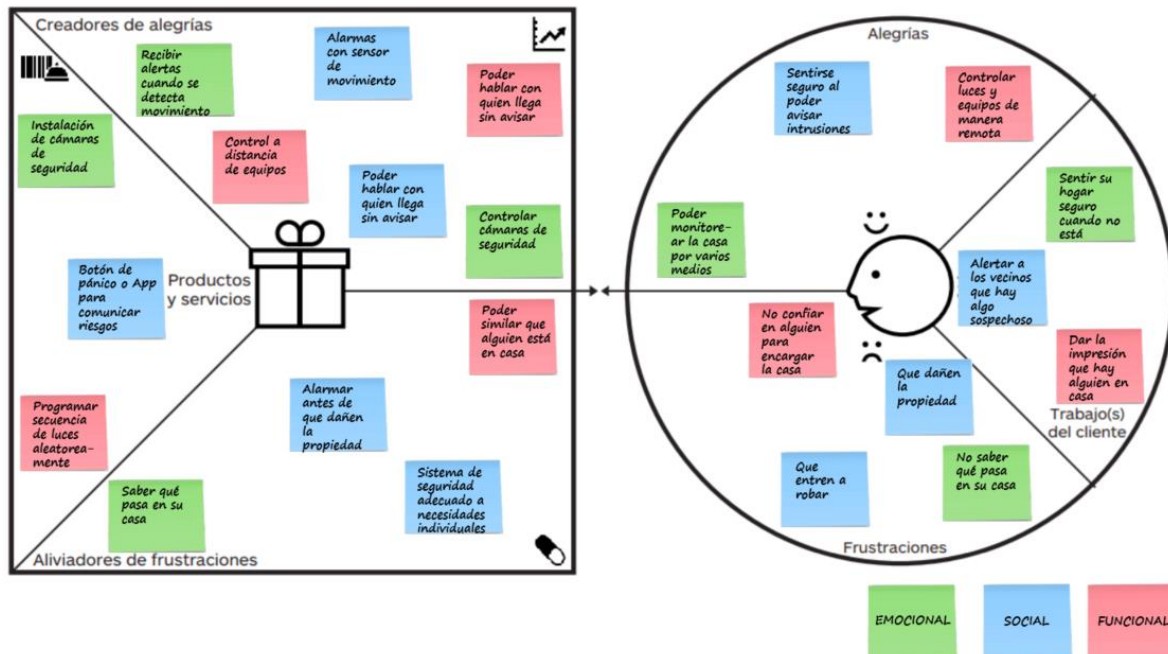 Creadores de alegrías
Recibir
alertas
cuando se
detecta
movimiento
Alarmas
con sensor
de
movimiento
Poder
hablar con
quien llega
sin avisar
Instalación
de cámaras
de
seguridad
Control a
distancia
de equipos
Poder
hablar con
quien llega
sin avisar
Controlar
cámaras de
seguridad
Botón de
pánico o App
para
comunicar
riesgos
Productos
y servicios
Poder
similar que
alguien está
en casa
Alarmar
antes de
que dañen
la
propiedad
Programar
secuencia
de luces
aleatorea-
mente
Saber qué
pasa en su
casa
Sistema de
seguridad
adecuado a
necesidades
individuales
Aliviadores de frustraciones
Alegrías
Sentirse
seguro al
poder
avisar
intrusiones
Controlar
luces y
equipos de
manera
remota
Poder
monitore-
ar la casa
por varios
medios
Sentir su
hogar
seguro
cuando no
está
Alertar a
los vecinos
que hay
algo
sospechoso
No confiar
en alguien
para
encargar
la casa
Que dañen
la
propiedad
Dar la
impresión
que hay
alguien en
casa
Trabajo(s)
del cliente
Que
entren a
robar
No saber
qué pasa
en su casa
Frustraciones
EMOCIONAL
SOCIAL
FUNCIONAL